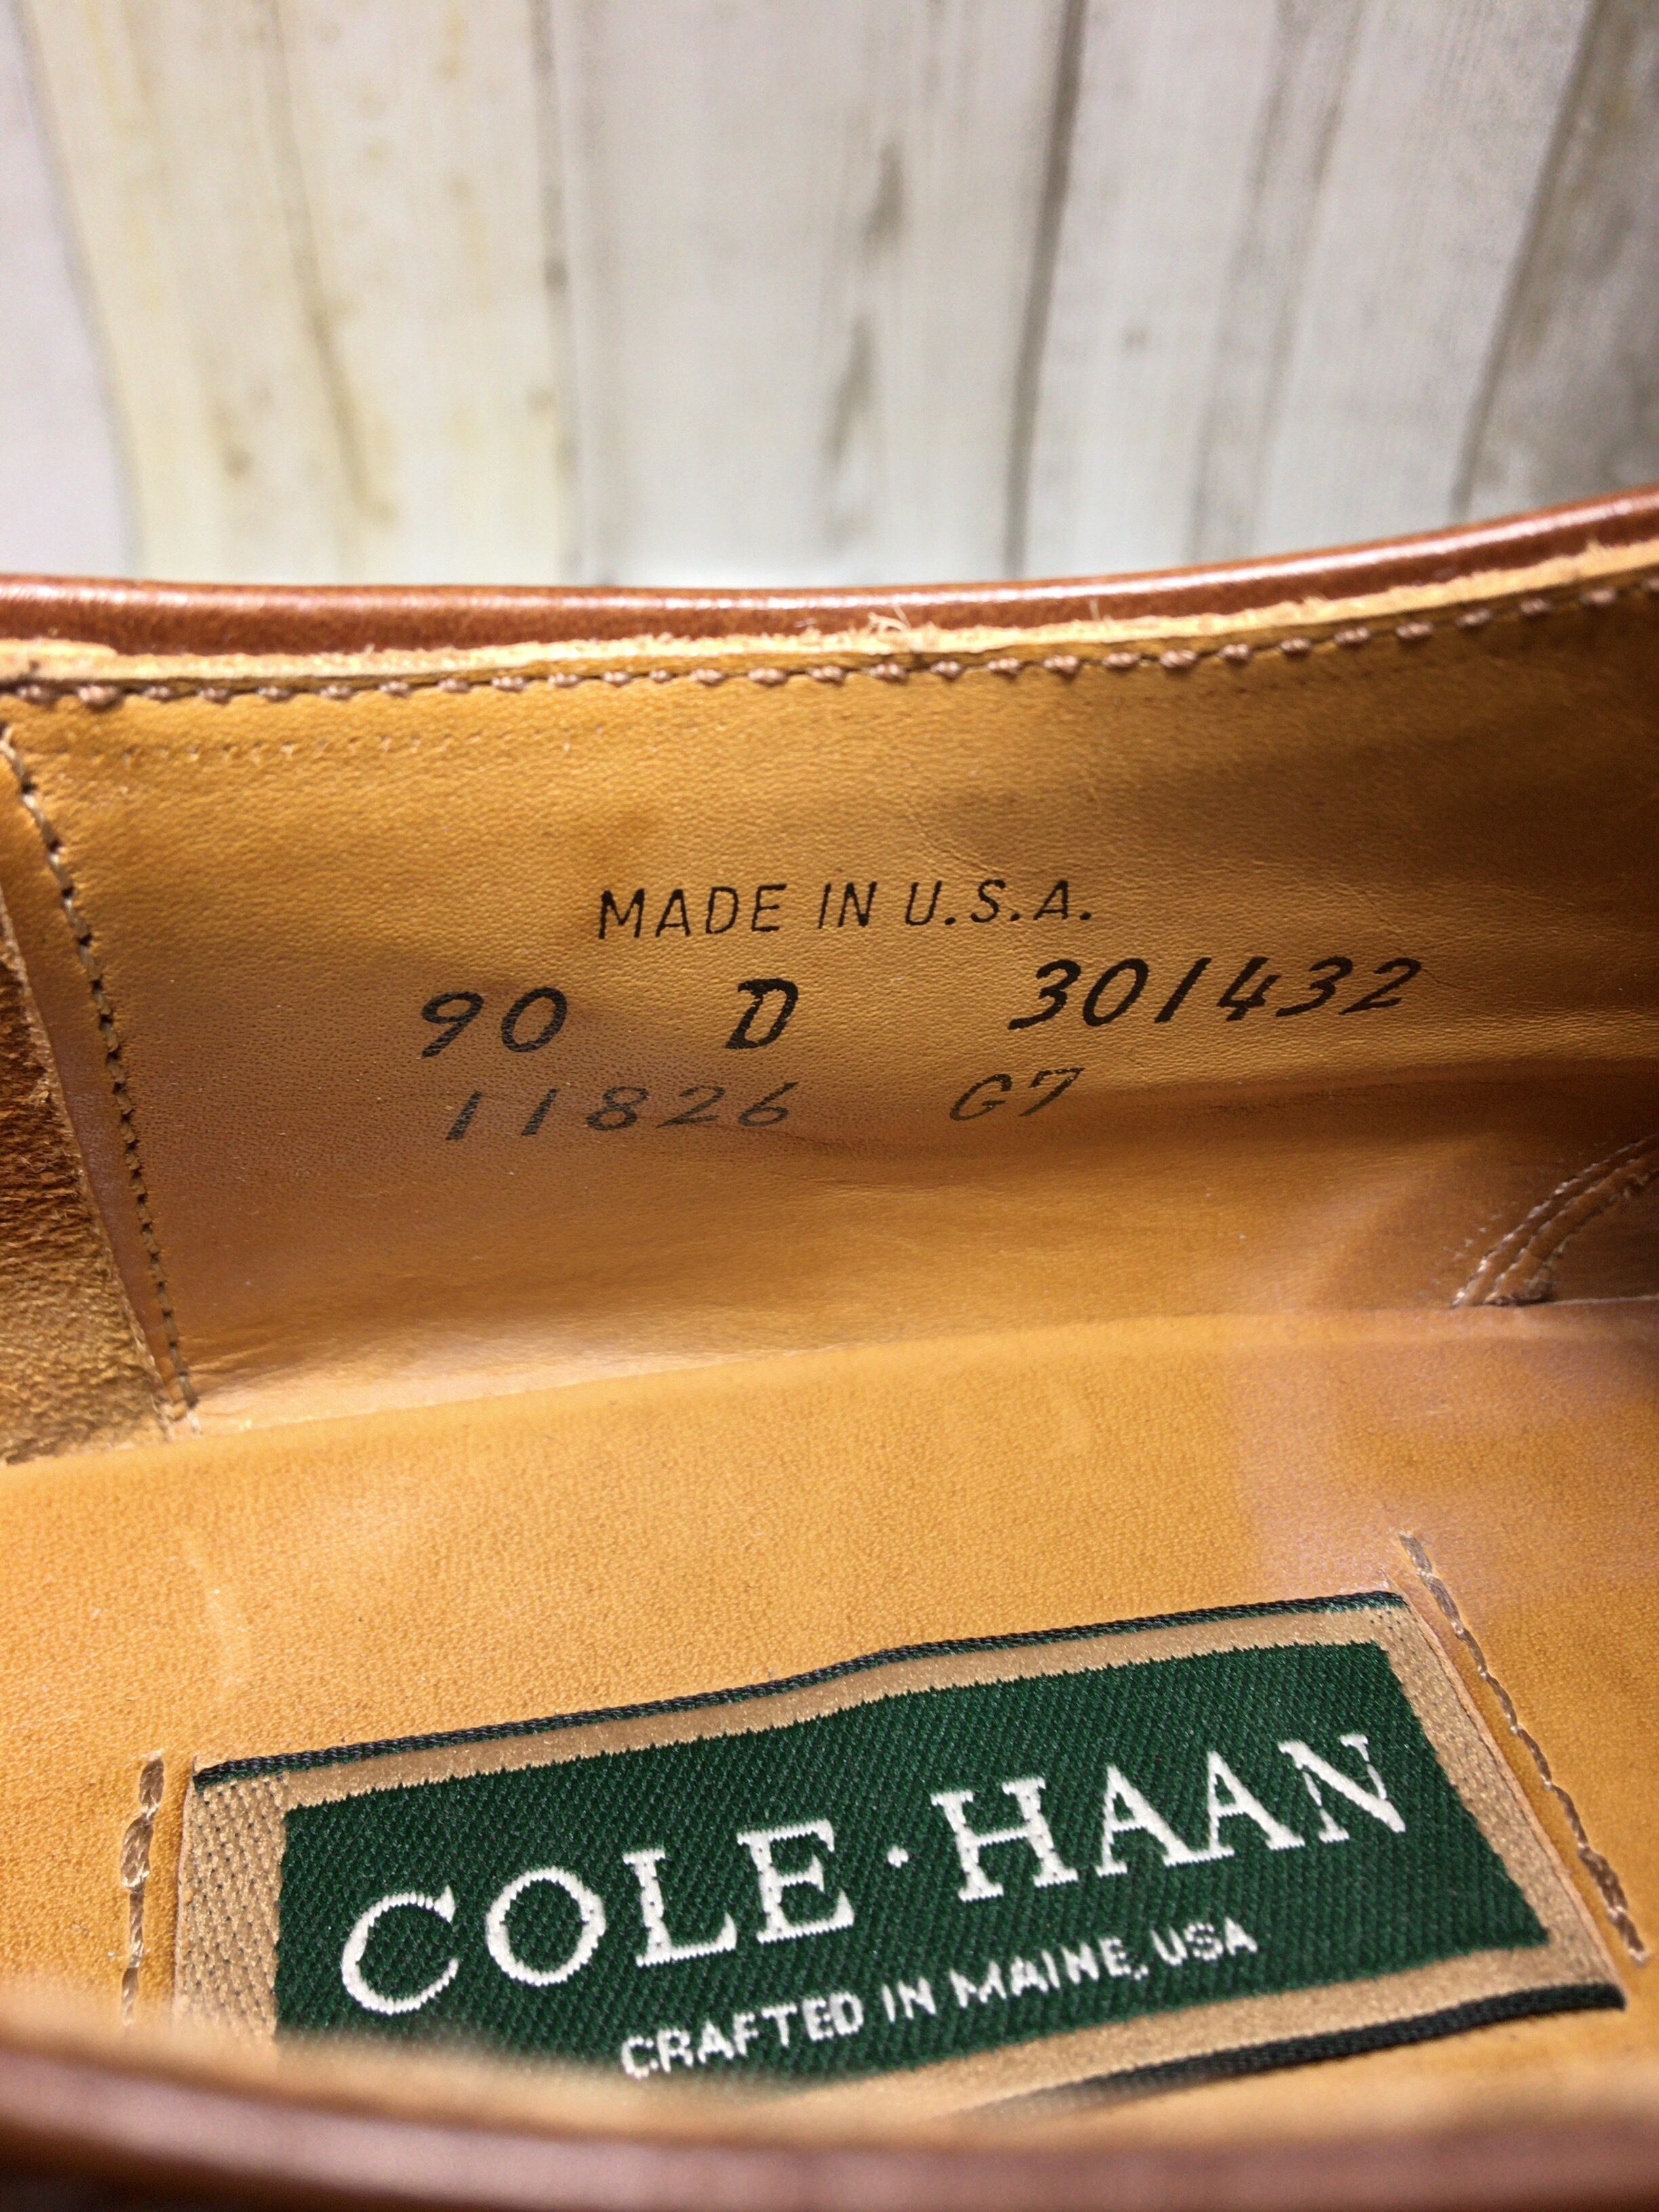 MADE IN U.S.A.
90 D 301432
11826 G7
COLE·HAAN
CRAFTED IN MAINE, USA